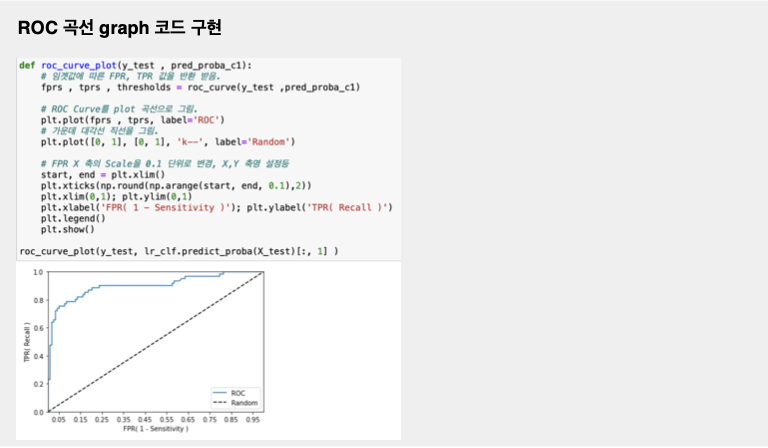 ROC 곡선 graph 코드 구현
def roc_curve_plot(y_test , pred_proba_c1):
# 임곗값에 따른 FPR, TPR 값을 반환 받음.
fprs , tprs , thresholds = roc_curve(y_test ,pred_proba_c1)
# ROC Curve를 plot 곡선으로 그림.
plt.plot(fprs , tprs, label='ROC')
# 가운데 대각선 직선을 그림.
plt.plot([0, 1], [0, 1], 'k--', label='Random')
# FPR X 축의 Scale을 0.1 단위로 변경, X,Y 축명 설정등
start, end = plt.xlim()
plt.xticks(np.round(np.arange(start, end, 0.1),2))
plt.xlim(0,1); plt.ylim(0,1)
plt.xlabel('FPR( 1 - Sensitivity )'); plt.ylabel('TPR( Recall )')
plt.legend()
plt.show()
roc_curve_plot(y_test, lr_clf.predict_proba(X_test)[:, 1] )
1.0
0.8
0.6
0.4
0.2
0.0
TPR( Recall )
ROC
Random
0.05 0.15 0.25 0.35 0.45 0.55 0.65 0.75 0.85 0.95
FPR( 1 - Sensitivity )